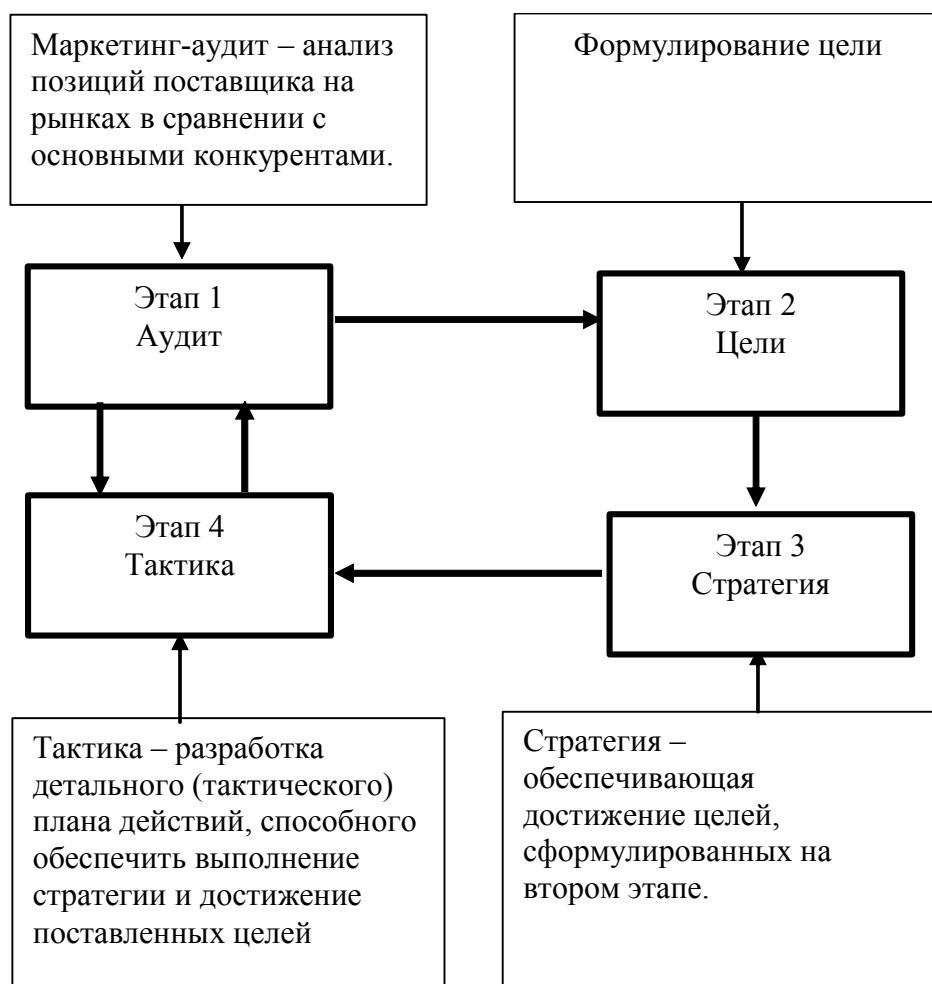 Маркетинг-аудит – анализ
позиций поставщика на
рынках в сравнении с
основными конкурентами.
Формулирование цели
Этап 1
Аудит
Этап 2
Цели
Этап 4
Тактика
Этап 3
Стратегия
Тактика – разработка
детального (тактического)
плана действий, способного
обеспечить выполнение
стратегии и достижение
поставленных целей
Стратегия –
обеспечивающая
достижение целей,
сформулированных на
втором этапе.